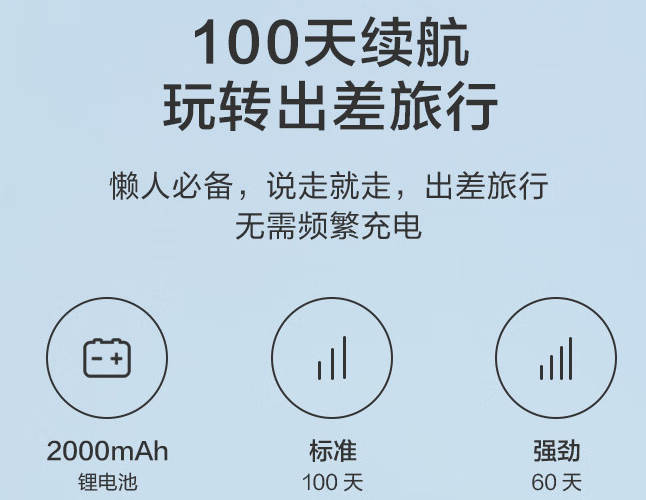 100天续航
玩转出差旅行
懒人必备，说走就走，出差旅行
无需频繁充电
2000mAh
锂电池
标准
100 天
强劲
60 天